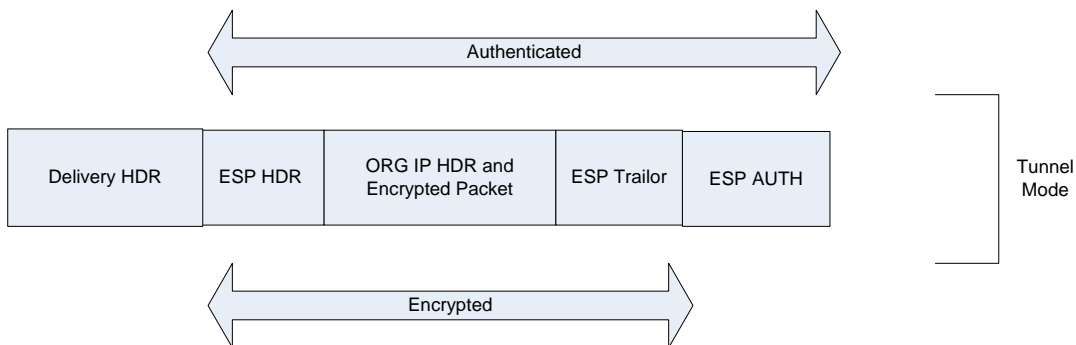 Authenticated
Delivery HDR
ESP HDR
ORG IP HDR and
Encrypted Packet
ESP Trailor
ESP AUTH
Tunnel
Mode
Encrypted